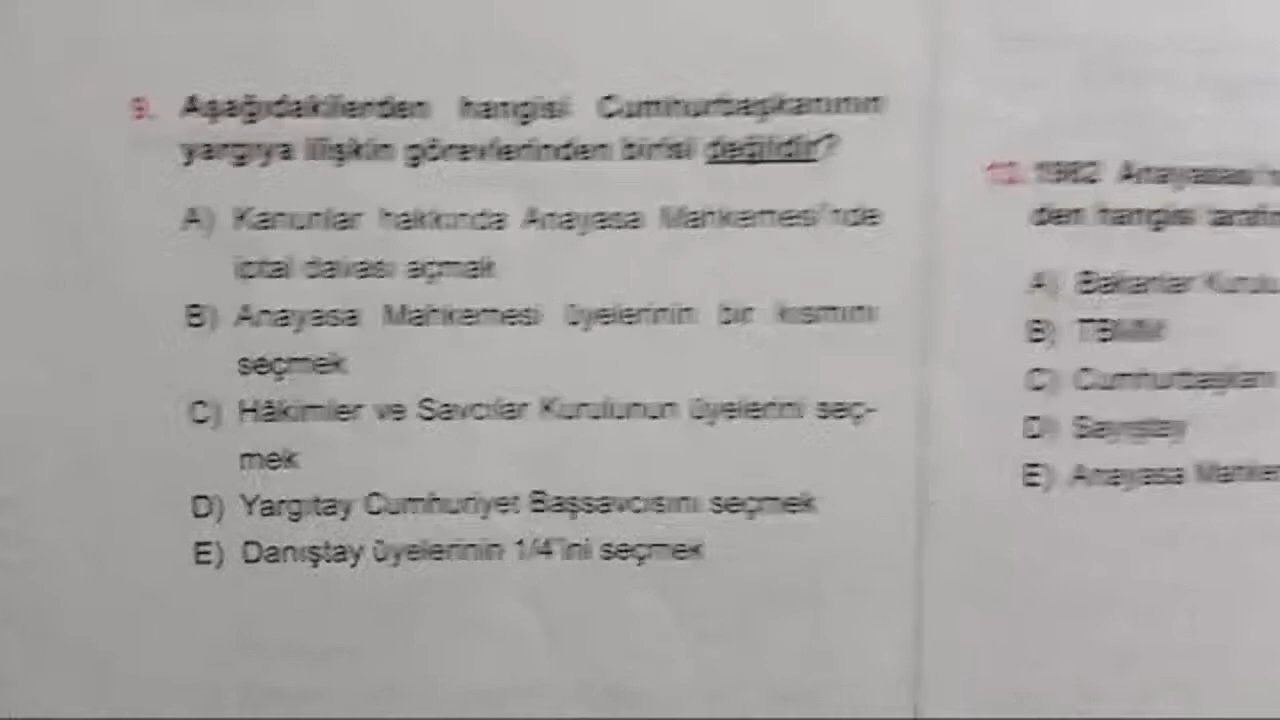 9. Aşağıdakilerden hangisi Cumhurbaşkanının
yargıya ilişkin görevlerinden birisi değildir?
A) Kanunlar hakkında Anayasa Mahkemesi'nde
iptal davası açmak
B) Anayasa Mahkemesi üyelerinin bir kısmını
seçmek
C) Hâkimler ve Savcılar Kurulunun üyelerini seç-
mek
D) Yargıtay Cumhuriyet Başsavcısını seçmek
E) Danıştay üyelerinin 1/4'ini seçmek
10. 1982 Anayasası'n
den hangisi
A) Bakanlar Kurulu
B) TBMM
C) Cumhurbaşkanı
D) Sayıştay
E) Anayasa Mahke